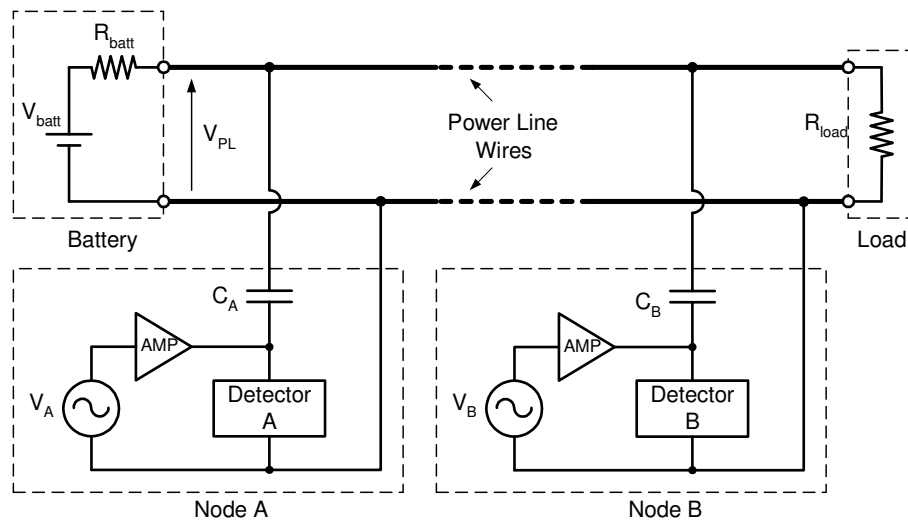 R_batt
V_batt
V_PL
Power Line
Wires
R_load
Battery
Load
C_A
AMP
V_A
Detector
A
Node A
C_B
AMP
V_B
Detector
B
Node B